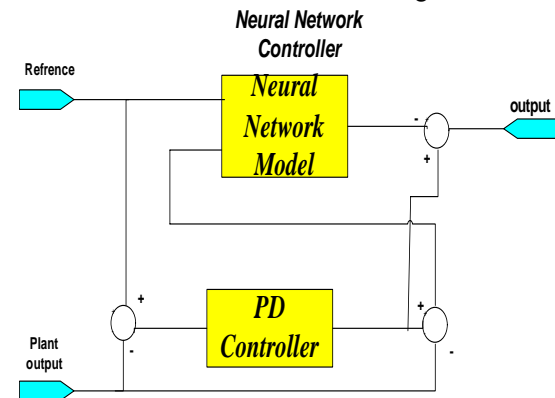 Neural Network
Controller
Refrence
Neural
Network
Model
-
output
+
+
PD
Controller
+
-
-
Plant
output